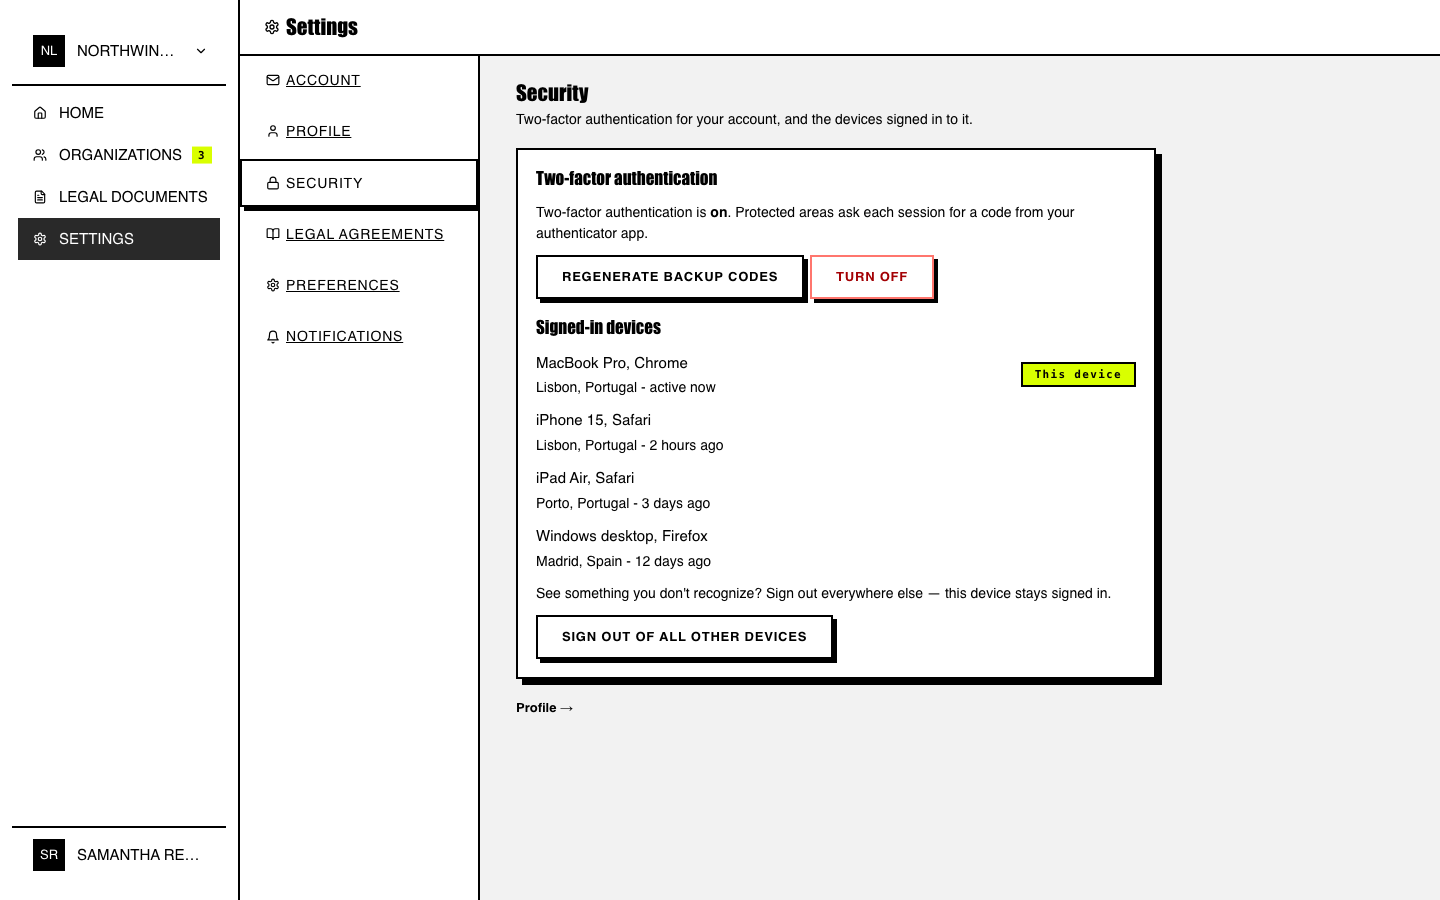 NL
NORTHWIN…
HOME
ORGANIZATIONS 3
LEGAL DOCUMENTS
SETTINGS
SR
SAMANTHA RE…
Settings
ACCOUNT
PROFILE
SECURITY
LEGAL AGREEMENTS
PREFERENCES
NOTIFICATIONS
Security
Two-factor authentication for your account, and the devices signed in to it.
Two-factor authentication
Two-factor authentication is on. Protected areas ask each session for a code from your
authenticator app.
REGENERATE BACKUP CODES
TURN OFF
Signed-in devices
MacBook Pro, Chrome
Lisbon, Portugal - active now
This device
iPhone 15, Safari
Lisbon, Portugal - 2 hours ago
iPad Air, Safari
Porto, Portugal - 3 days ago
Windows desktop, Firefox
Madrid, Spain - 12 days ago
See something you don't recognize? Sign out everywhere else — this device stays signed in.
SIGN OUT OF ALL OTHER DEVICES
Profile →